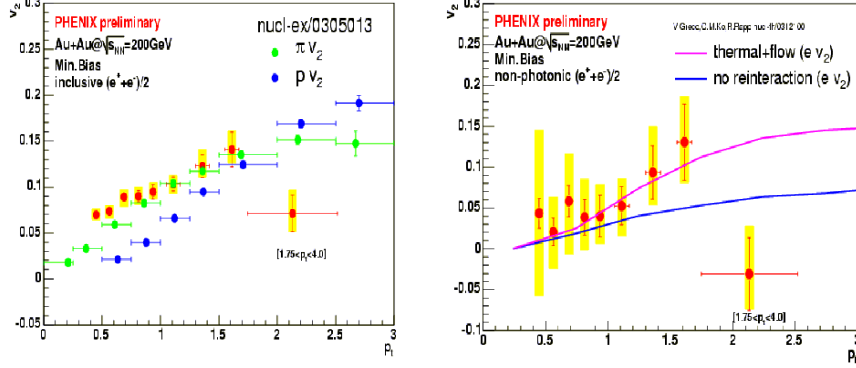 v₂
PHENIX preliminary
Au+Au@√sNN=200GeV
Min.Bias
inclusive (e⁺+e⁻)/2
nucl-ex/0305013
π v₂
p v₂
[1.75<pt<4.0]
0.3
0.25
0.2
0.15
0.1
0.05
0
-0.05
0 0.5 1 1.5 2 2.5 3
pt
v₂
PHENIX preliminary
Au+Au@√sNN=200GeV
Min.Bias
non-photonic (e⁺+e⁻)/2
thermal+flow (e v₂)
no reinteraction (e v₂)
[1.75<pt<4.0]
0.3
0.25
0.2
0.15
0.1
0.05
0
-0.05
-0.1
0 0.5 1 1.5 2 2.5 3
pt